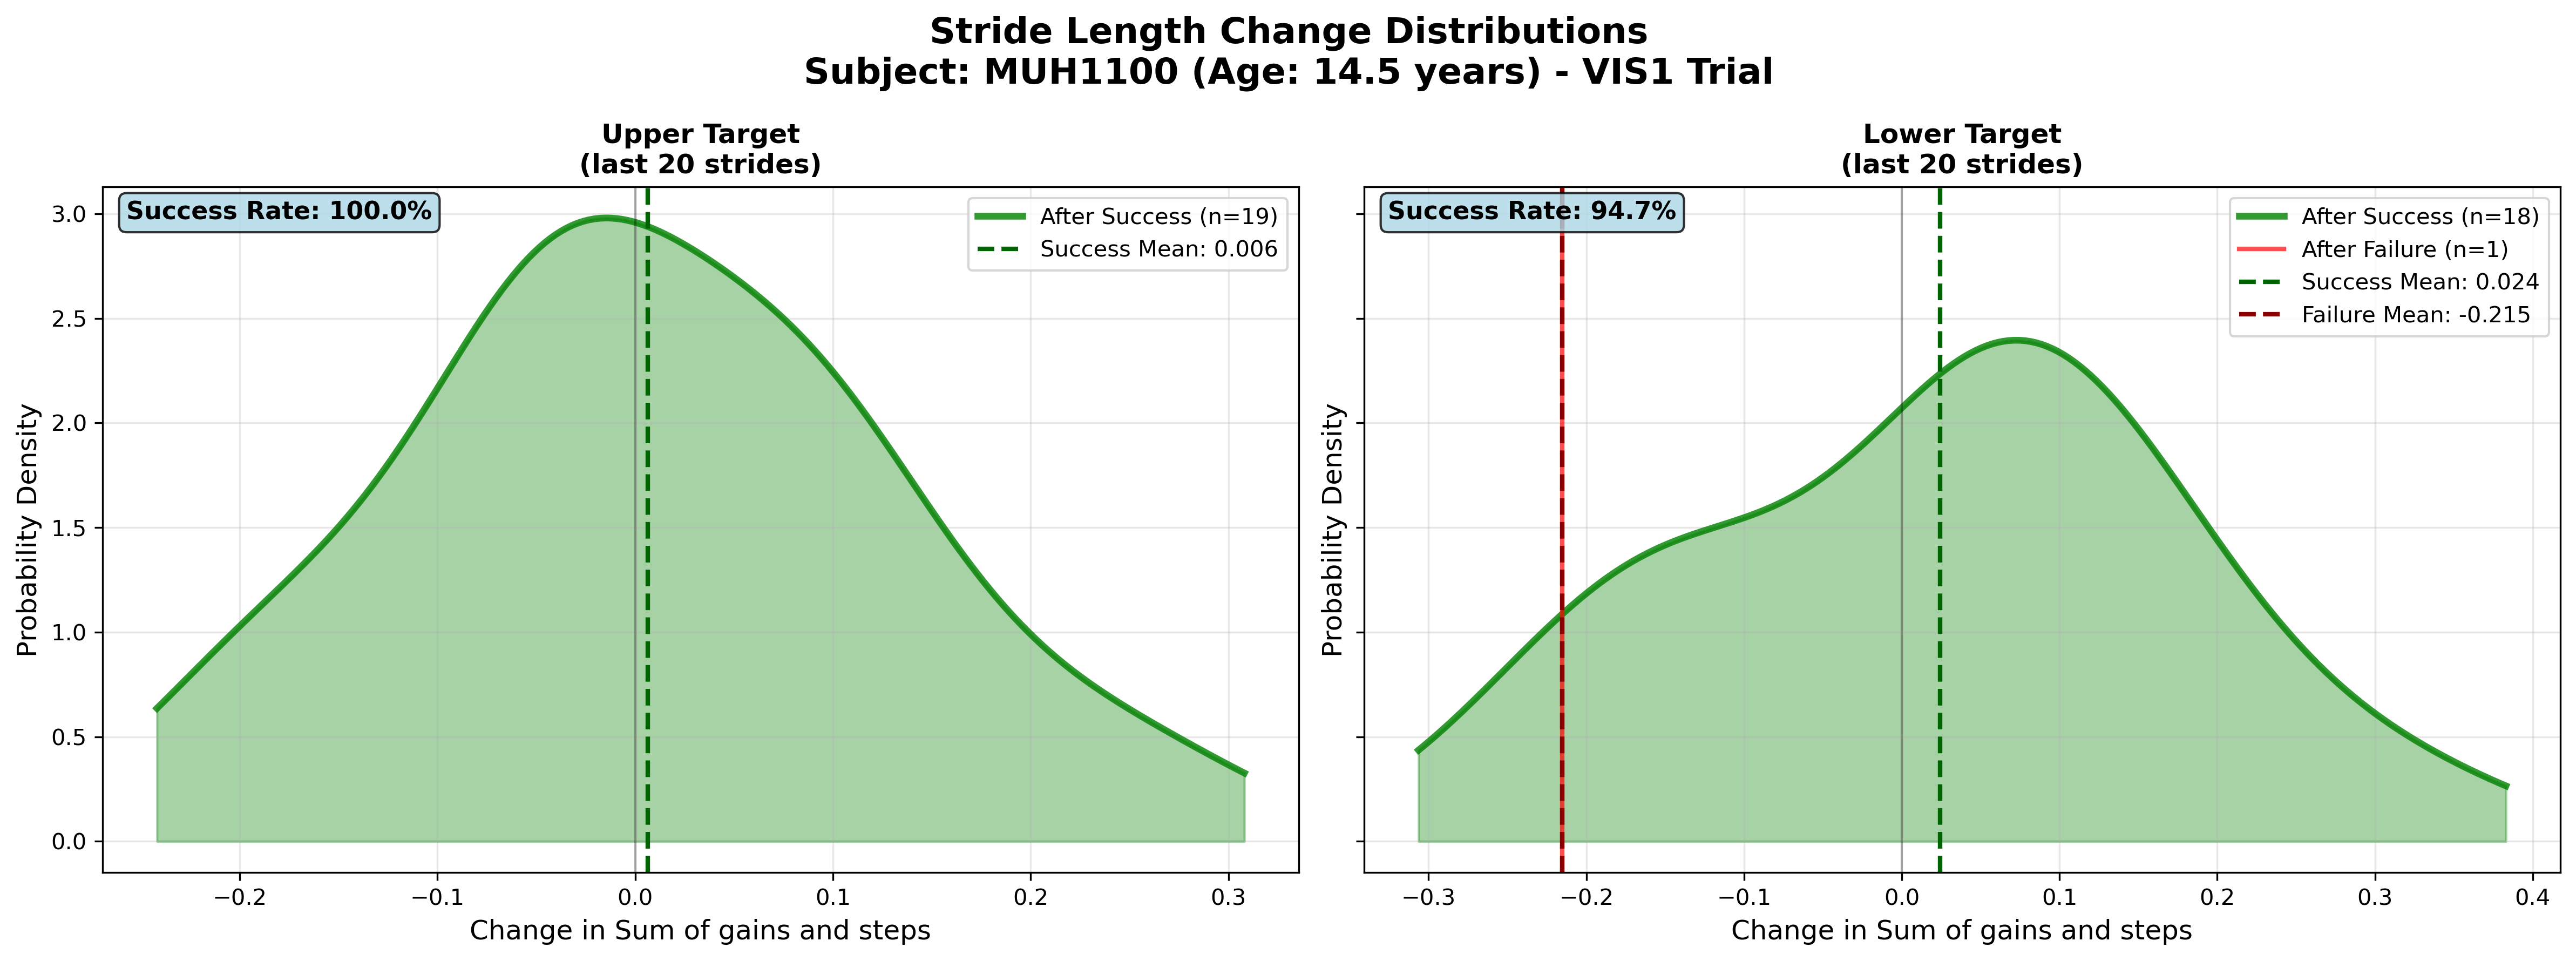 Stride Length Change Distributions
Subject: MUH1100 (Age: 14.5 years) - VIS1 Trial
Upper Target
(last 20 strides)
Success Rate: 100.0%
After Success (n=19)
Success Mean: 0.006
3.0
2.5
2.0
1.5
1.0
0.5
0.0
Probability Density
−0.2
−0.1
0.0
0.1
0.2
0.3
Change in Sum of gains and steps
Lower Target
(last 20 strides)
Success Rate: 94.7%
After Success (n=18)
After Failure (n=1)
Success Mean: 0.024
Failure Mean: -0.215
Probability Density
−0.3
−0.2
−0.1
0.0
0.1
0.2
0.3
0.4
Change in Sum of gains and steps